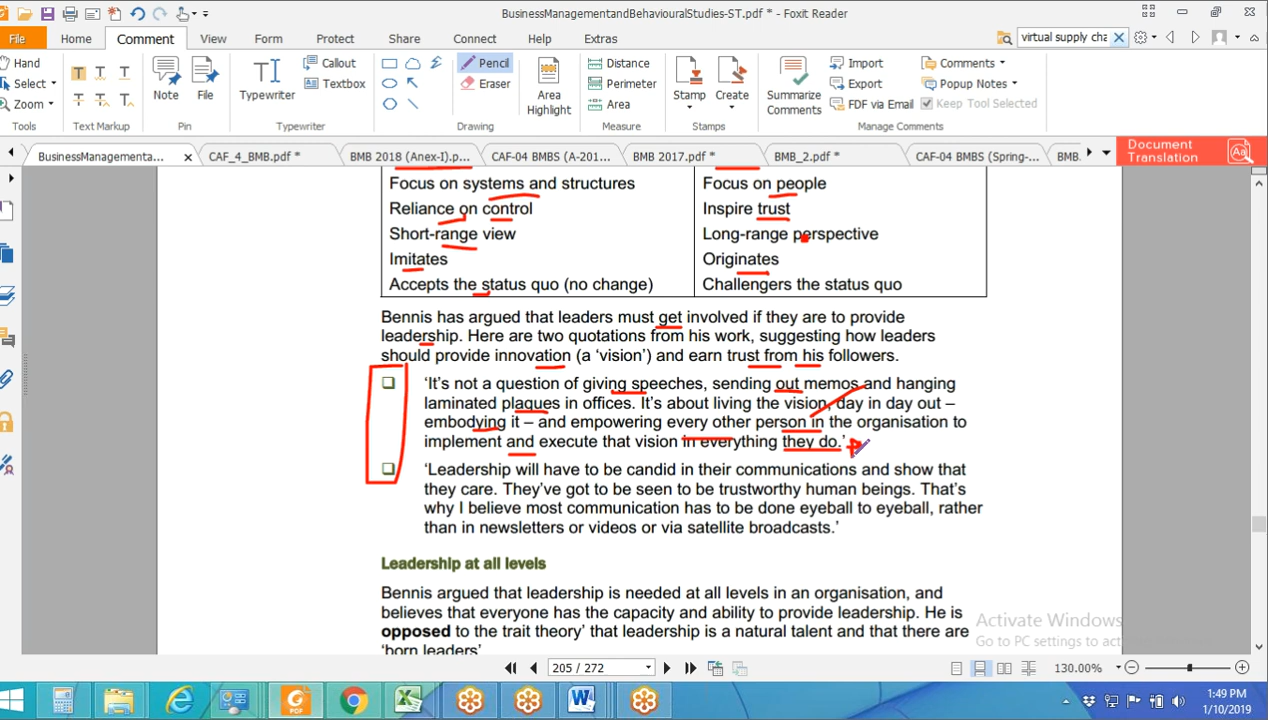 BusinessManagementandBehaviouralStudies-ST.pdf * - Foxit Reader
File Home Comment View Form Protect Share Connect Help Extras virtual supply cha
Hand
Select
Zoom
Tools
Text Markup
Note
File
Pin
Typewriter
Callout
Textbox
Typewriter
Pencil
Eraser
Area Highlight
Drawing
Distance
Perimeter
Area
Measure
Stamp
Create
Stamps
Summarize Comments
Import
Export
FDF via Email
Comments
Popup Notes
Keep Tool Selected
Manage Comments
BusinessManagementa... CAF_4_BMB.pdf * BMB 2018 (Anex-I).p... CAF-04 BMBS (A-201... BMB 2017.pdf * BMB_2.pdf * CAF-04 BMBS (Spring-... BMB.
Document Translation
Focus on systems and structures Focus on people
Reliance on control Inspire trust
Short-range view Long-range perspective
Imitates Originates
Accepts the status quo (no change) Challengers the status quo
Bennis has argued that leaders must get involved if they are to provide
leadership. Here are two quotations from his work, suggesting how leaders
should provide innovation (a ‘vision’) and earn trust from his followers.
❑ ‘It’s not a question of giving speeches, sending out memos and hanging
laminated plaques in offices. It’s about living the vision, day in day out –
embodying it – and empowering every other person in the organisation to
implement and execute that vision in everything they do.’
❑ ‘Leadership will have to be candid in their communications and show that
they care. They’ve got to be seen to be trustworthy human beings. That’s
why I believe most communication has to be done eyeball to eyeball, rather
than in newsletters or videos or via satellite broadcasts.’
Leadership at all levels
Bennis argued that leadership is needed at all levels in an organisation, and
believes that everyone has the capacity and ability to provide leadership. He is
opposed to the trait theory’ that leadership is a natural talent and that there are
‘born leaders’
Activate Windows
Go to PC settings to act
205 / 272
130.00%
1:49 PM
1/10/2019